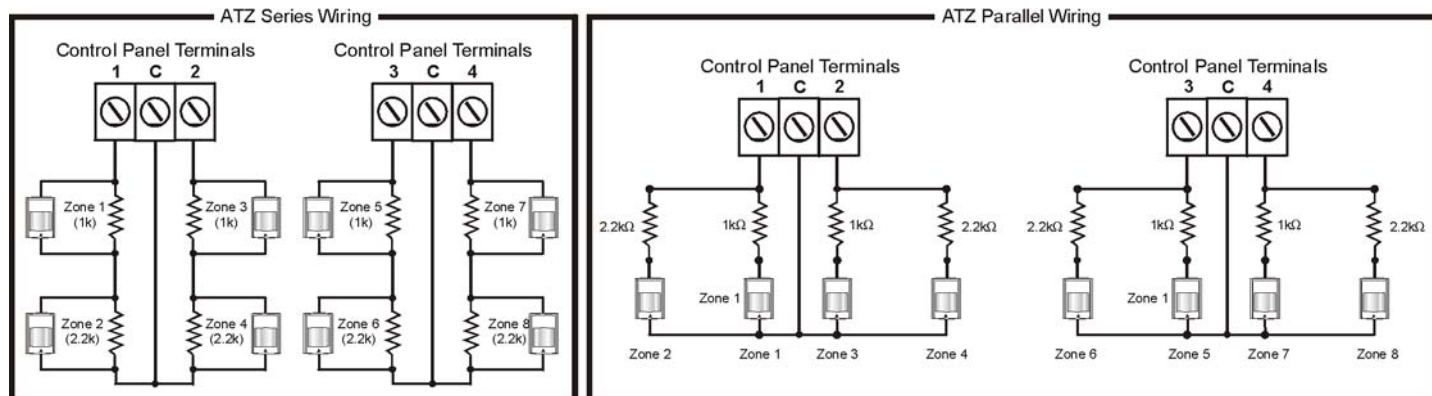 ATZ Series Wiring
Control Panel Terminals
1 C 2
Zone 1
(1k)
Zone 3
(1k)
Zone 2
(2.2k)
Zone 4
(2.2k)
Control Panel Terminals
3 C 4
Zone 5
(1k)
Zone 7
(1k)
Zone 6
(2.2k)
Zone 8
(2.2k)
ATZ Parallel Wiring
Control Panel Terminals
1 C 2
2.2kΩ 1kΩ 1kΩ 2.2kΩ
Zone 1
Zone 2 Zone 1 Zone 3 Zone 4
Control Panel Terminals
3 C 4
2.2kΩ 1kΩ 1kΩ 2.2kΩ
Zone 1
Zone 6 Zone 5 Zone 7 Zone 8